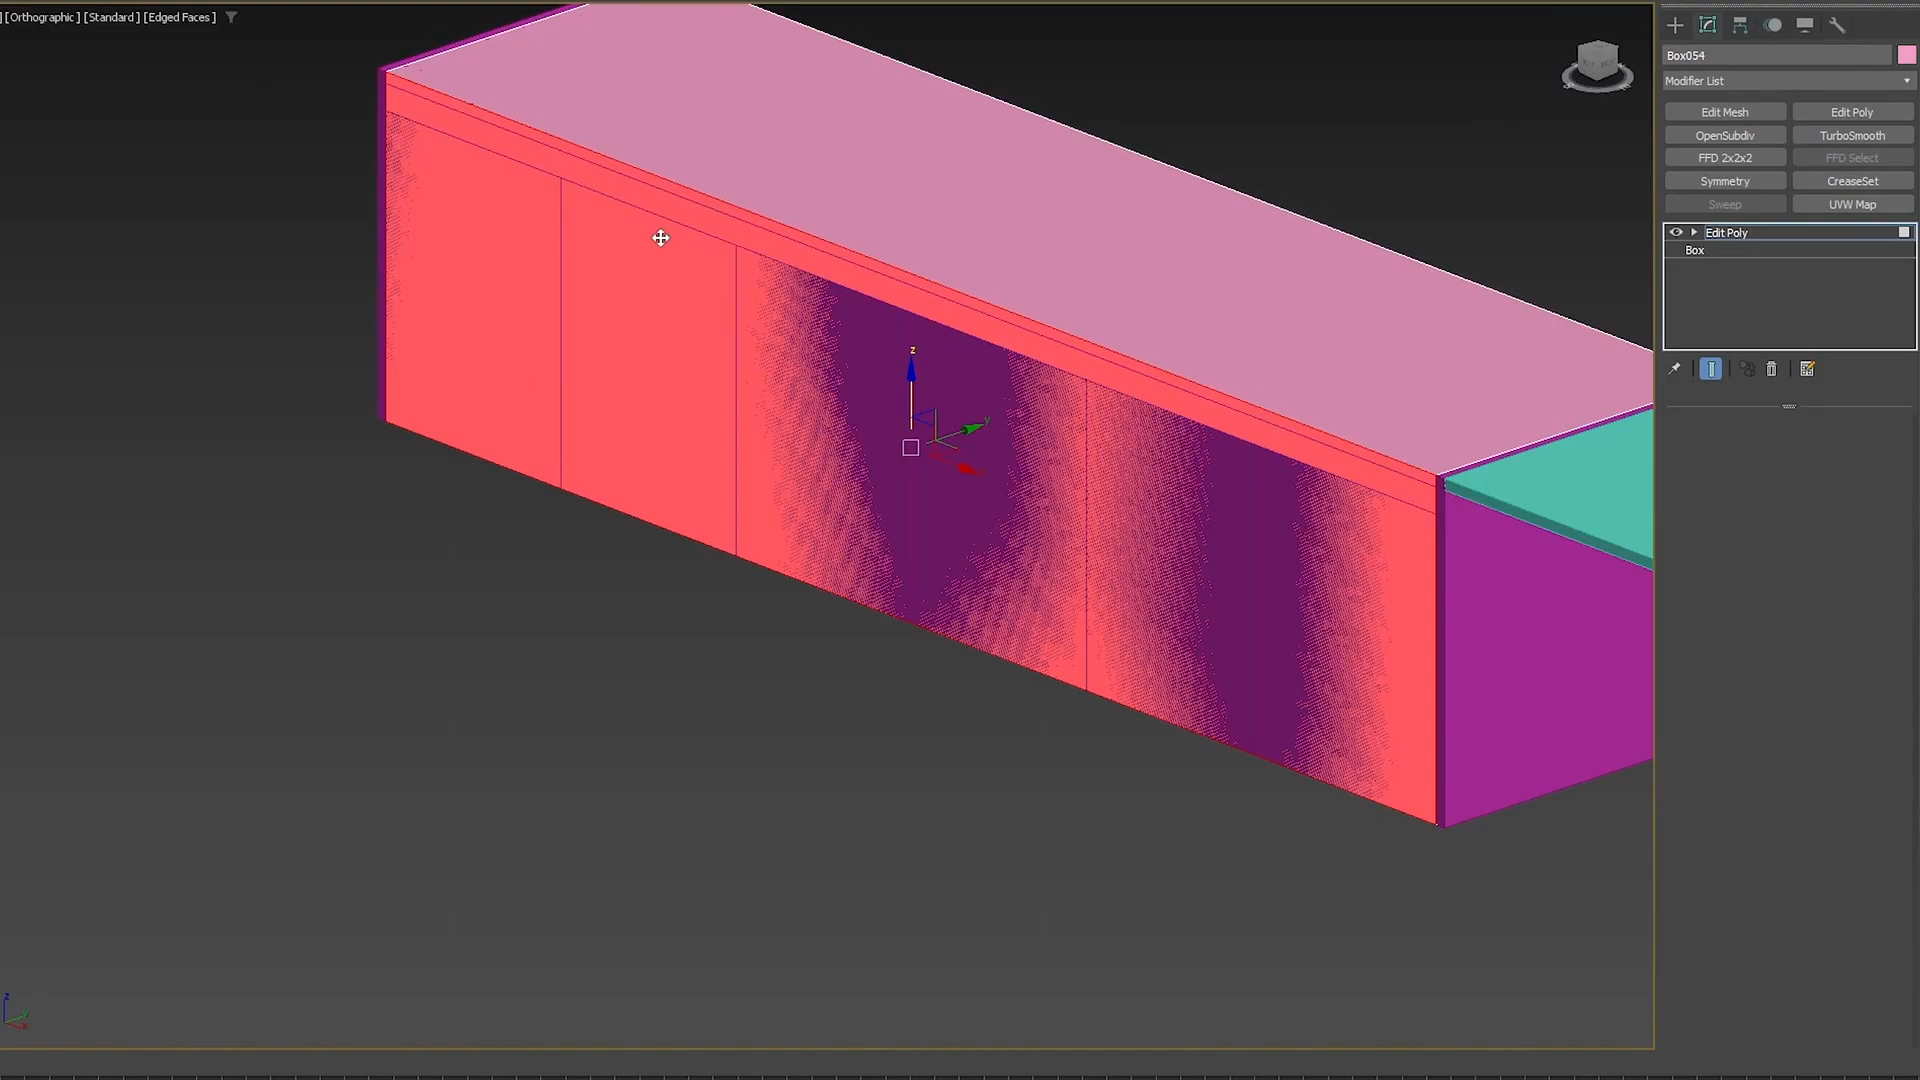 ] [Orthographic ] [Standard ] [Edged Faces ]
Box054
Modifier List
Edit Mesh
Edit Poly
OpenSubdiv
TurboSmooth
FFD 2x2x2
FFD Select
Symmetry
CreaseSet
Sweep
UVW Map
Edit Poly
Box
z
y
z
y
x